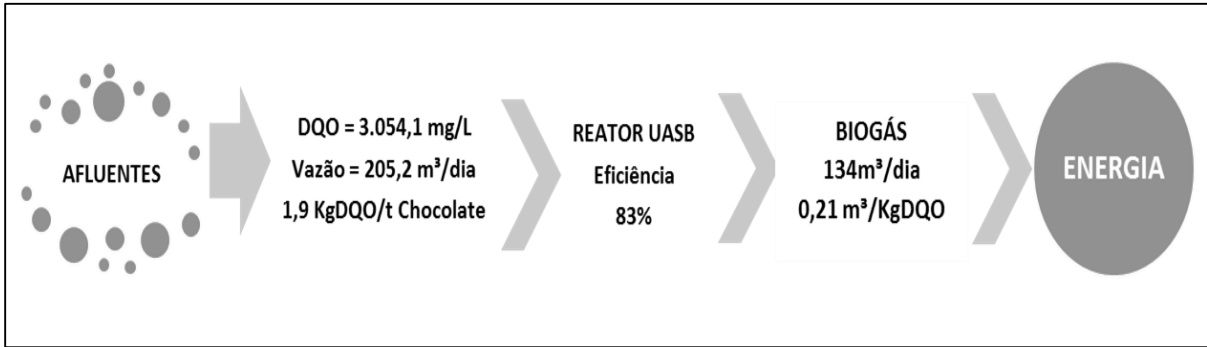 AFLUENTES
DQO = 3.054,1 mg/L
Vazão = 205,2 m³/dia
1,9 KgDQO/t Chocolate
REATOR UASB
Eficiência
83%
BIOGÁS
134m³/dia
0,21 m³/KgDQO
ENERGIA